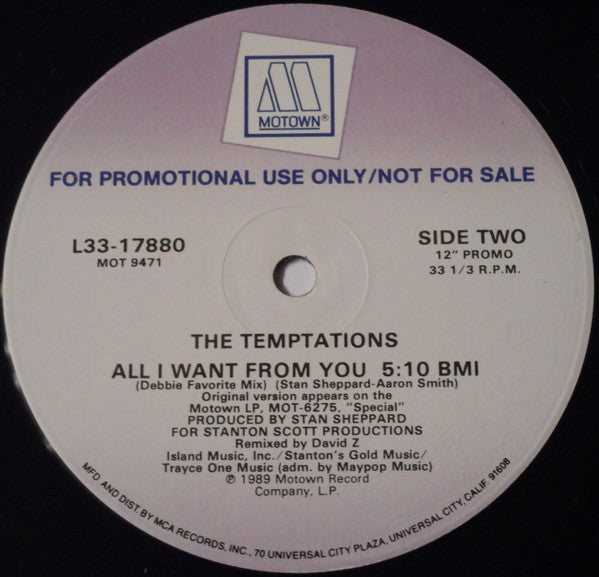 MOTOWN®
FOR PROMOTIONAL USE ONLY/NOT FOR SALE
L33-17880
MOT 9471
SIDE TWO
12" PROMO
33 1/3 R.P.M.
THE TEMPTATIONS
ALL I WANT FROM YOU 5:10 BMI
(Debbie Favorite Mix) (Stan Sheppard-Aaron Smith)
Original version appears on the
Motown LP, MOT-6275, "Special"
PRODUCED BY STAN SHEPPARD
FOR STANTON SCOTT PRODUCTIONS
Remixed by David Z
Island Music, Inc./Stanton's Gold Music/
Trayce One Music (adm. by Maypop Music)
℗ 1989 Motown Record
Company, L.P.
MFD AND DIST. BY MCA RECORDS, INC., 70 UNIVERSAL CITY PLAZA, UNIVERSAL CITY, CALIF. 91608